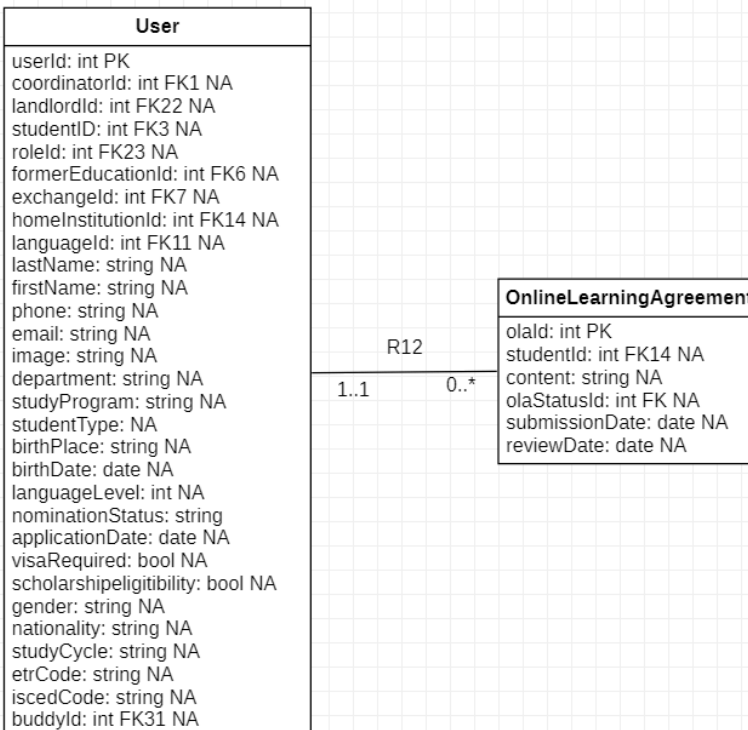 User
userId: int PK
coordinatorId: int FK1 NA
landlordId: int FK22 NA
studentID: int FK3 NA
roleId: int FK23 NA
formerEducationId: int FK6 NA
exchangeId: int FK7 NA
homeInstitutionId: int FK14 NA
languageId: int FK11 NA
lastName: string NA
firstName: string NA
phone: string NA
email: string NA
image: string NA
department: string NA
studyProgram: string NA
studentType: NA
birthPlace: string NA
birthDate: date NA
languageLevel: int NA
nominationStatus: string
applicationDate: date NA
visaRequired: bool NA
scholarshipeligitibility: bool NA
gender: string NA
nationality: string NA
studyCycle: string NA
etrCode: string NA
iscedCode: string NA
buddyId: int FK31 NA
R12
1..1
0..*
OnlineLearningAgreement
olaId: int PK
studentId: int FK14 NA
content: string NA
olaStatusId: int FK NA
submissionDate: date NA
reviewDate: date NA